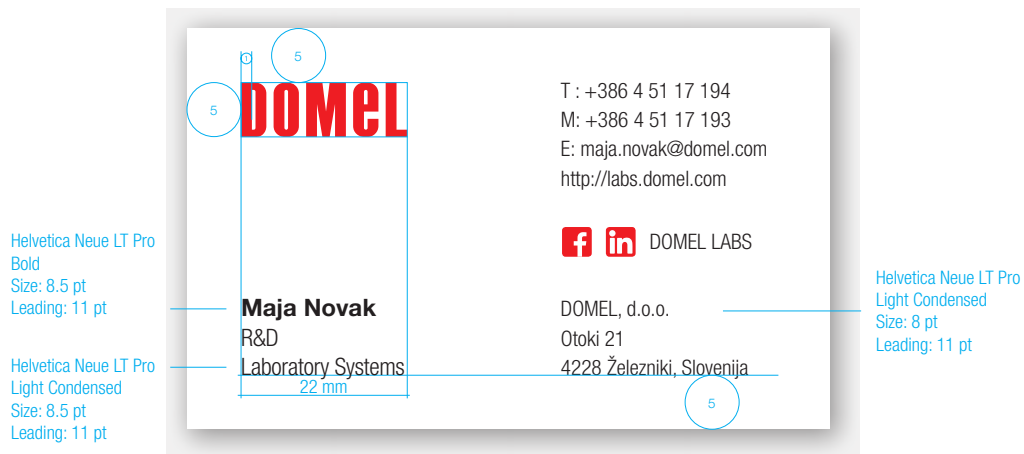 1
5
5
DOMEL
T : +386 4 51 17 194
M: +386 4 51 17 193
E: maja.novak@domel.com
http://labs.domel.com
f in DOMEL LABS
Helvetica Neue LT Pro
Bold
Size: 8.5 pt
Leading: 11 pt
Maja Novak
R&D
Laboratory Systems
22 mm
Helvetica Neue LT Pro
Light Condensed
Size: 8.5 pt
Leading: 11 pt
DOMEL, d.o.o.
Otoki 21
4228 Železniki, Slovenija
5
Helvetica Neue LT Pro
Light Condensed
Size: 8 pt
Leading: 11 pt